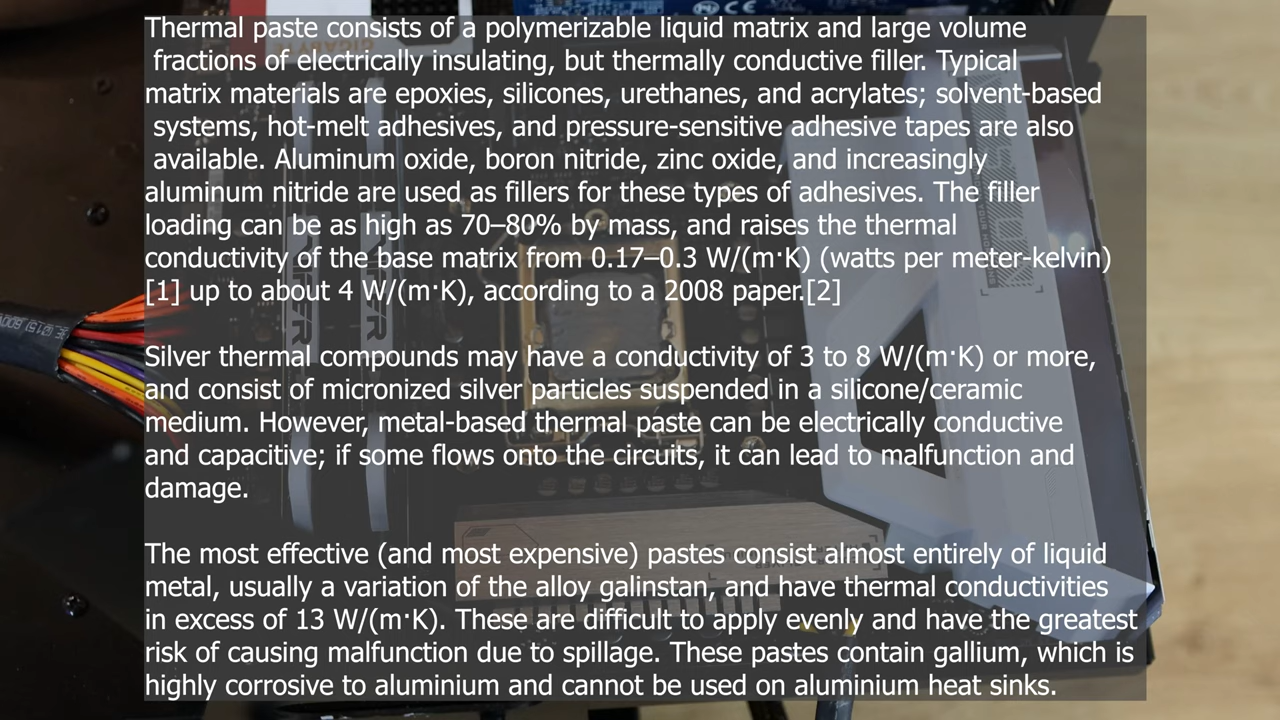 Thermal paste consists of a polymerizable liquid matrix and large volume
fractions of electrically insulating, but thermally conductive filler. Typical
matrix materials are epoxies, silicones, urethanes, and acrylates; solvent-based
systems, hot-melt adhesives, and pressure-sensitive adhesive tapes are also
available. Aluminum oxide, boron nitride, zinc oxide, and increasingly
aluminum nitride are used as fillers for these types of adhesives. The filler
loading can be as high as 70–80% by mass, and raises the thermal
conductivity of the base matrix from 0.17–0.3 W/(m·K) (watts per meter-kelvin)
[1] up to about 4 W/(m·K), according to a 2008 paper.[2]
Silver thermal compounds may have a conductivity of 3 to 8 W/(m·K) or more,
and consist of micronized silver particles suspended in a silicone/ceramic
medium. However, metal-based thermal paste can be electrically conductive
and capacitive; if some flows onto the circuits, it can lead to malfunction and
damage.
The most effective (and most expensive) pastes consist almost entirely of liquid
metal, usually a variation of the alloy galinstan, and have thermal conductivities
in excess of 13 W/(m·K). These are difficult to apply evenly and have the greatest
risk of causing malfunction due to spillage. These pastes contain gallium, which is
highly corrosive to aluminium and cannot be used on aluminium heat sinks.